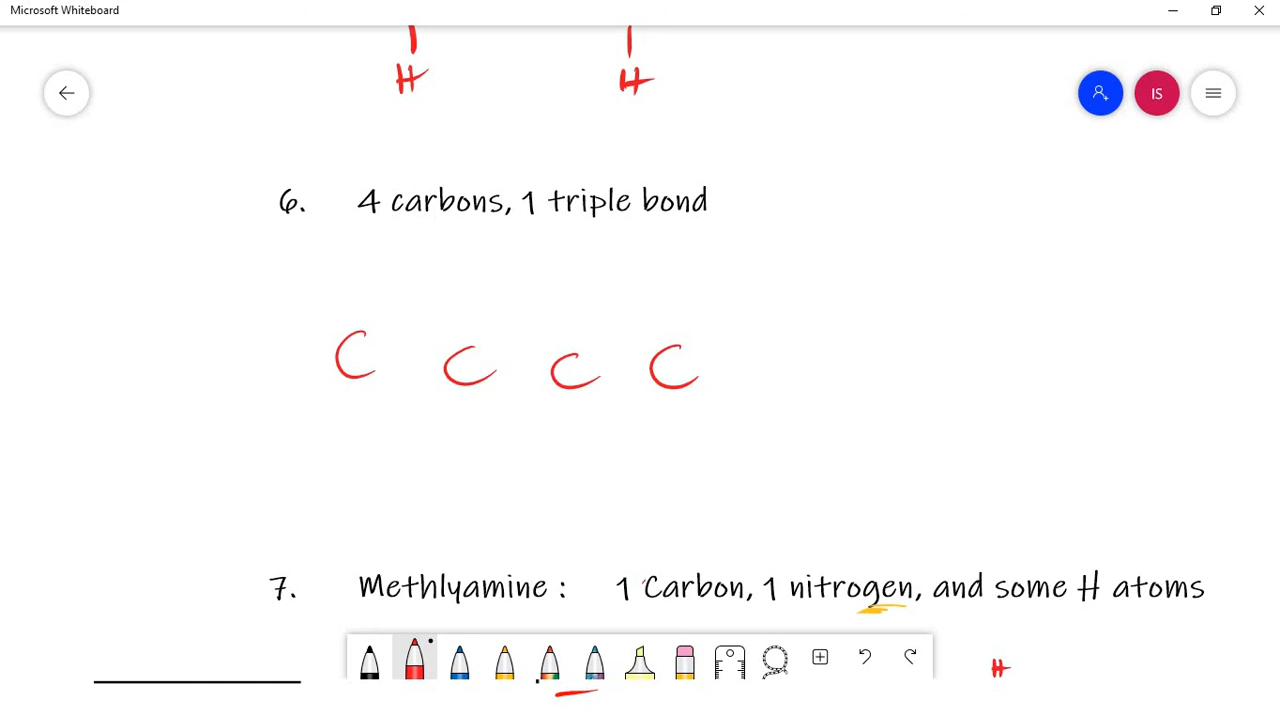 Microsoft Whiteboard
H H
IS
6. 4 carbons, 1 triple bond
C C C C
7. Methlyamine : 1 Carbon, 1 nitrogen, and some H atoms
H